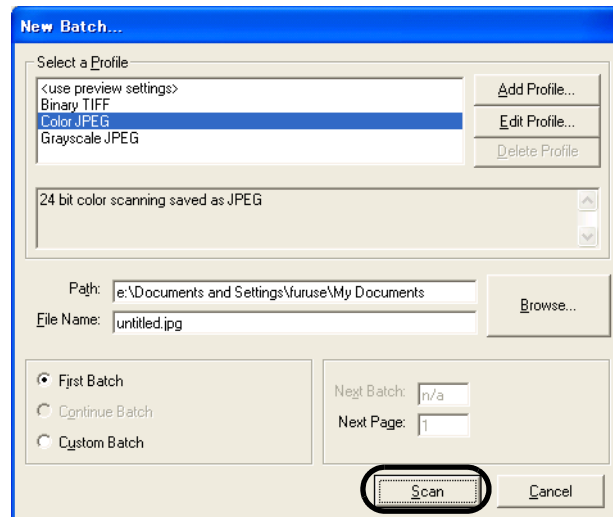 New Batch...
Select a Profile
<use preview settings>
Binary TIFF
Color JPEG
Grayscale JPEG
Add Profile...
Edit Profile...
Delete Profile
24 bit color scanning saved as JPEG
Path: e:\Documents and Settings\furuse\My Documents
File Name: untitled.jpg
Browse...
First Batch
Continue Batch
Custom Batch
Next Batch: n/a
Next Page: 1
Scan Cancel